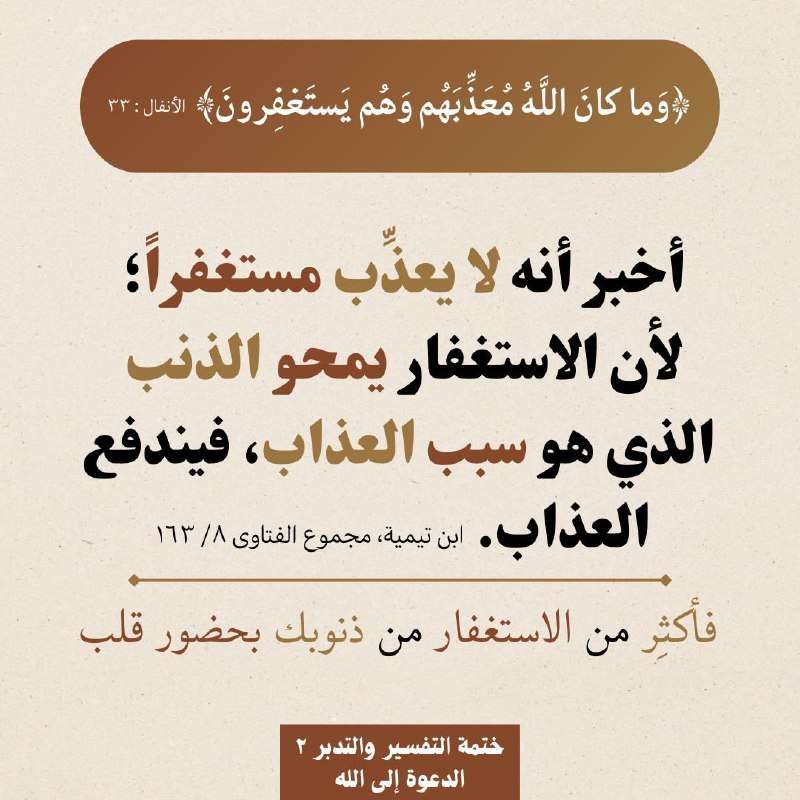 ﴿وَما كانَ اللَّهُ مُعَذِّبَهُم وَهُم يَستَغفِرونَ﴾ الأنفال: ٣٣
أخبر أنه لا يعذِّب مستغفراً؛
لأن الاستغفار يمحو الذنب
الذي هو سبب العذاب، فيندفع
العذاب. ابن تيمية، مجموع الفتاوى ٨/ ١٦٣
فأكثِر من الاستغفار من ذنوبك بحضور قلب
ختمة التفسير والتدبر ٢
الدعوة إلى الله